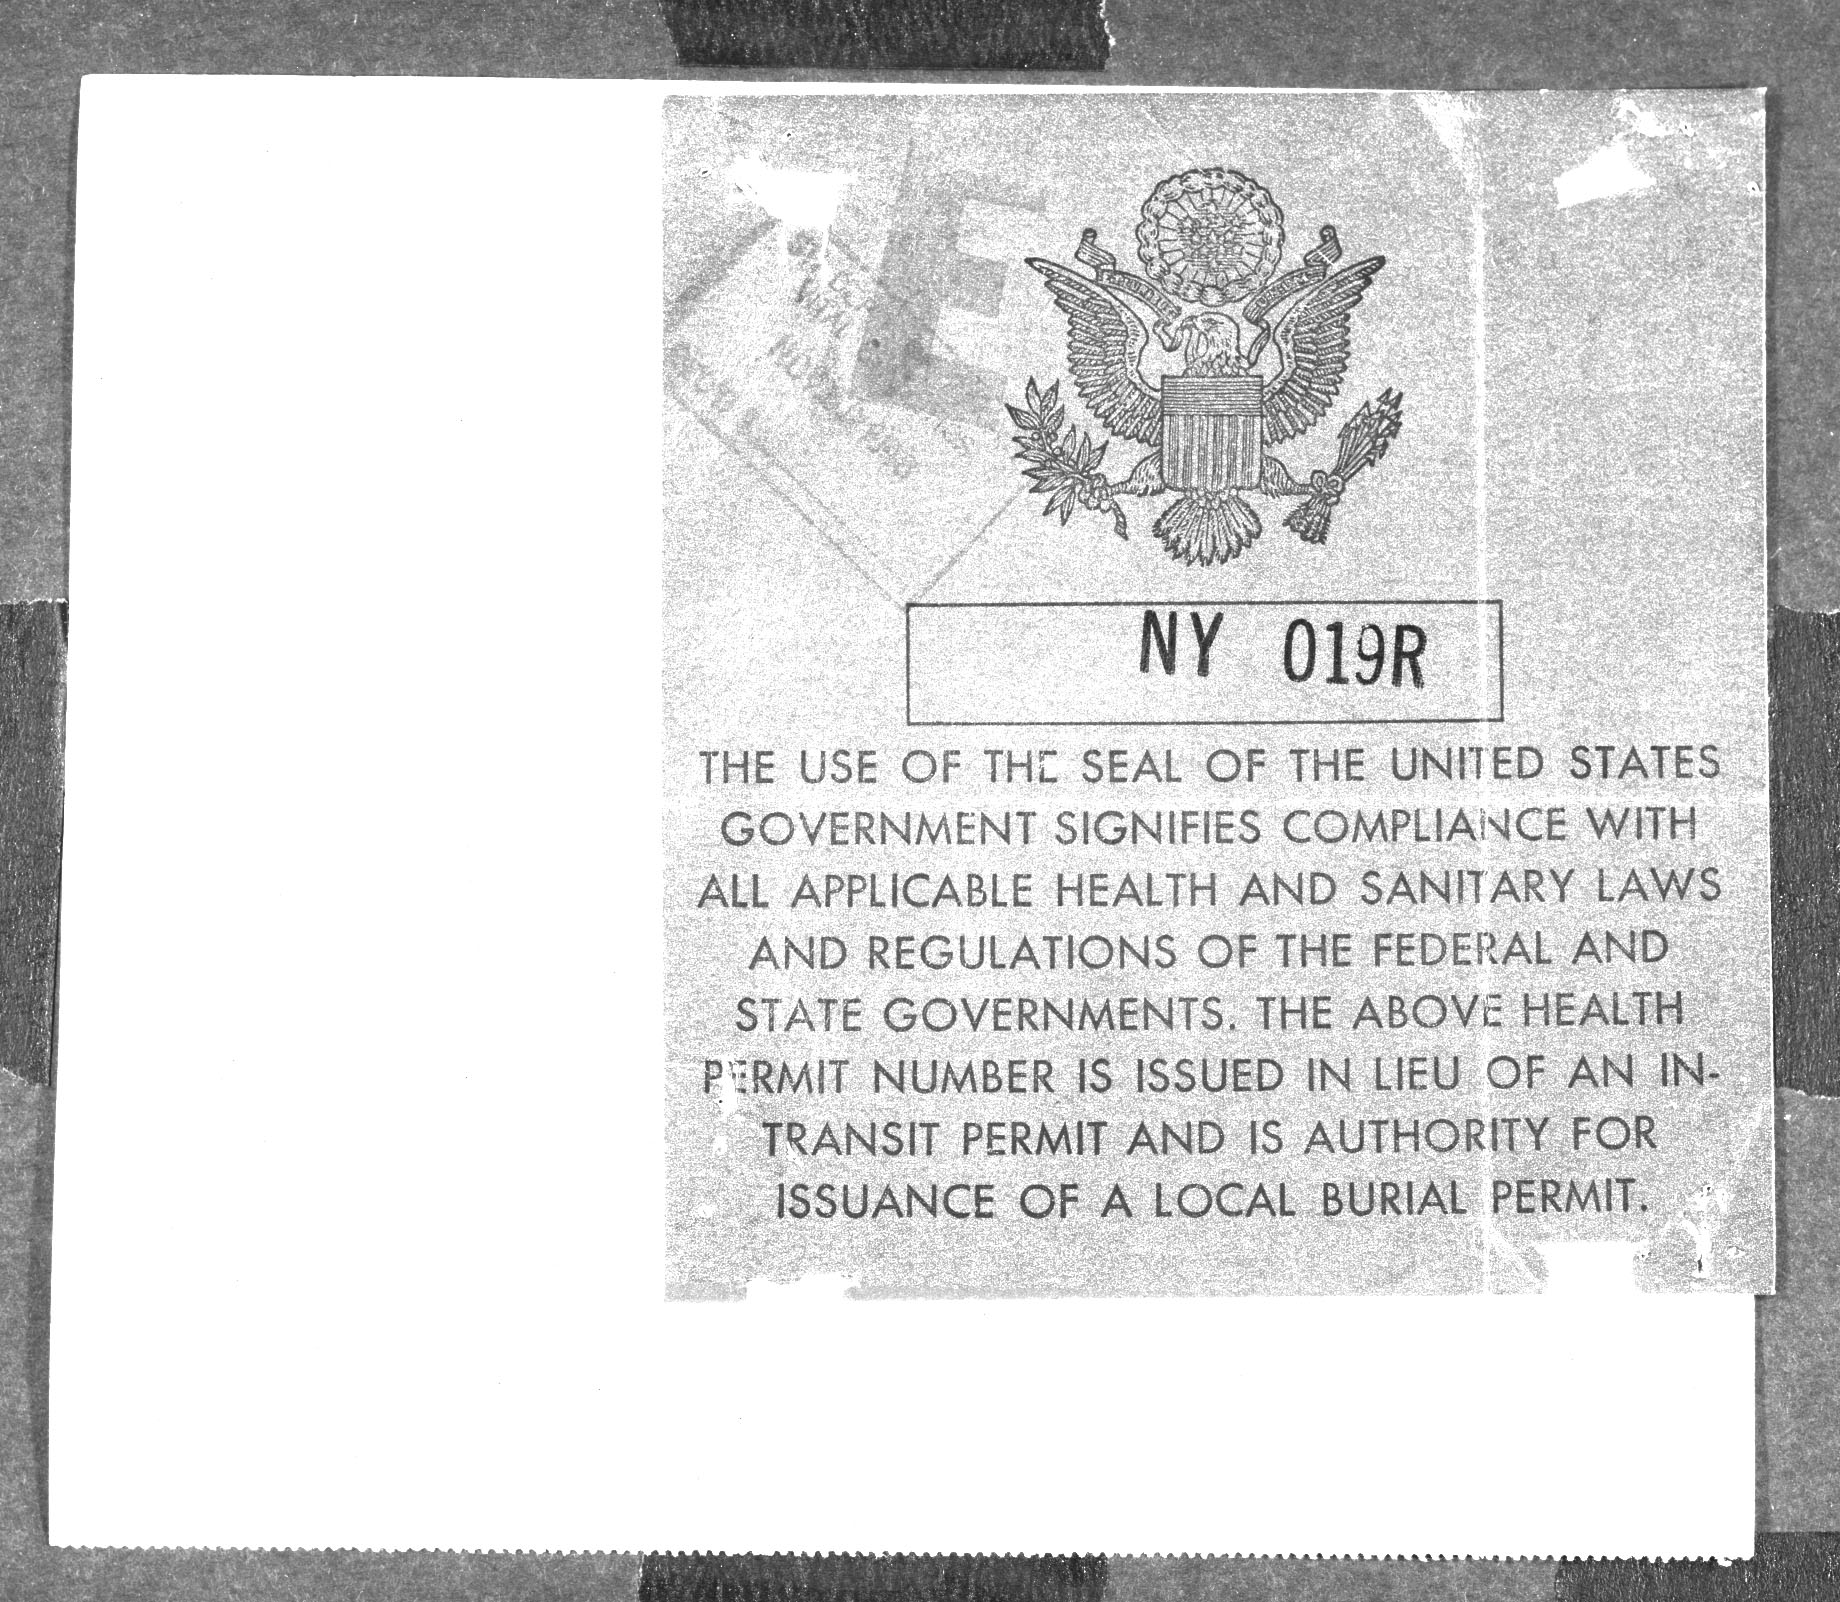 NY 019R
THE USE OF THE SEAL OF THE UNITED STATES
GOVERNMENT SIGNIFIES COMPLIANCE WITH
ALL APPLICABLE HEALTH AND SANITARY LAWS
AND REGULATIONS OF THE FEDERAL AND
STATE GOVERNMENTS. THE ABOVE HEALTH
PERMIT NUMBER IS ISSUED IN LIEU OF AN IN-
TRANSIT PERMIT AND IS AUTHORITY FOR
ISSUANCE OF A LOCAL BURIAL PERMIT.